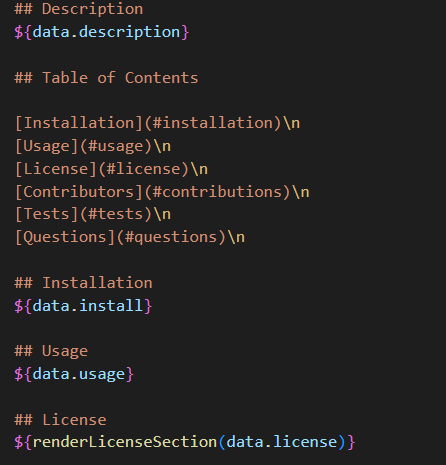 ## Description
${data.description}
## Table of Contents
[Installation](#installation)\n
[Usage](#usage)\n
[License](#license)\n
[Contributors](#contributions)\n
[Tests](#tests)\n
[Questions](#questions)\n
## Installation
${data.install}
## Usage
${data.usage}
## License
${renderLicenseSection(data.license)}